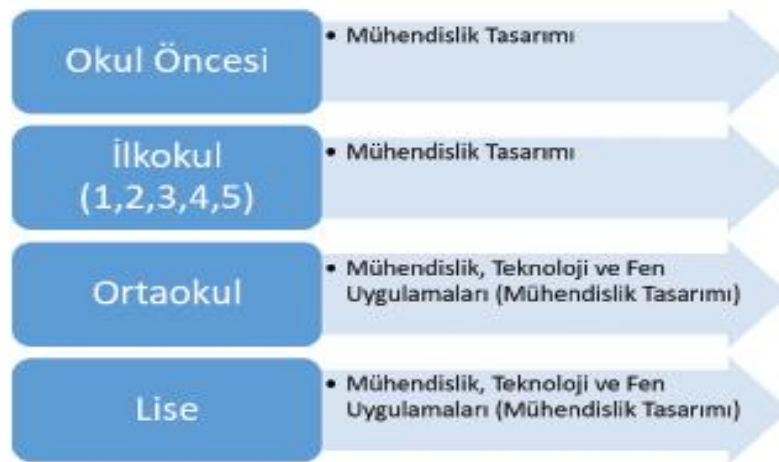 Okul Öncesi
• Mühendislik Tasarımı
İlkokul
(1,2,3,4,5)
• Mühendislik Tasarımı
Ortaokul
• Mühendislik, Teknoloji ve Fen
Uygulamaları (Mühendislik Tasarımı)
Lise
• Mühendislik, Teknoloji ve Fen
Uygulamaları (Mühendislik Tasarımı)